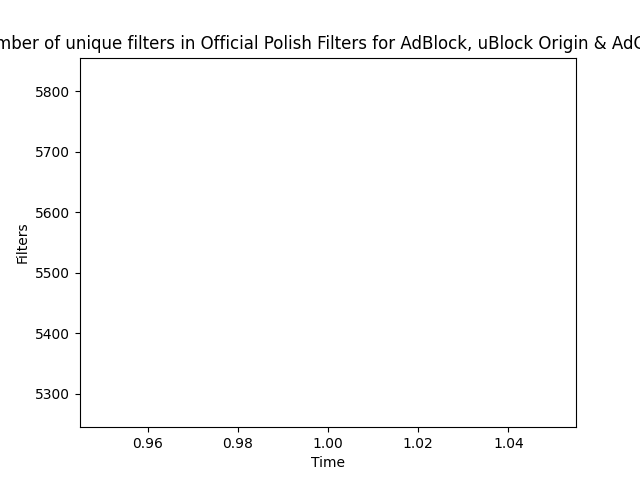 mber of unique filters in Official Polish Filters for AdBlock, uBlock Origin & Ad
5800
5700
5600
5500
5400
5300
Filters
0.96 0.98 1.00 1.02 1.04
Time